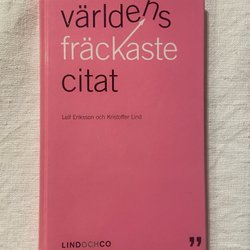 världens
fräckaste
citat
Leif Eriksson och Kristoffer Lind
LINDOCHCO
”